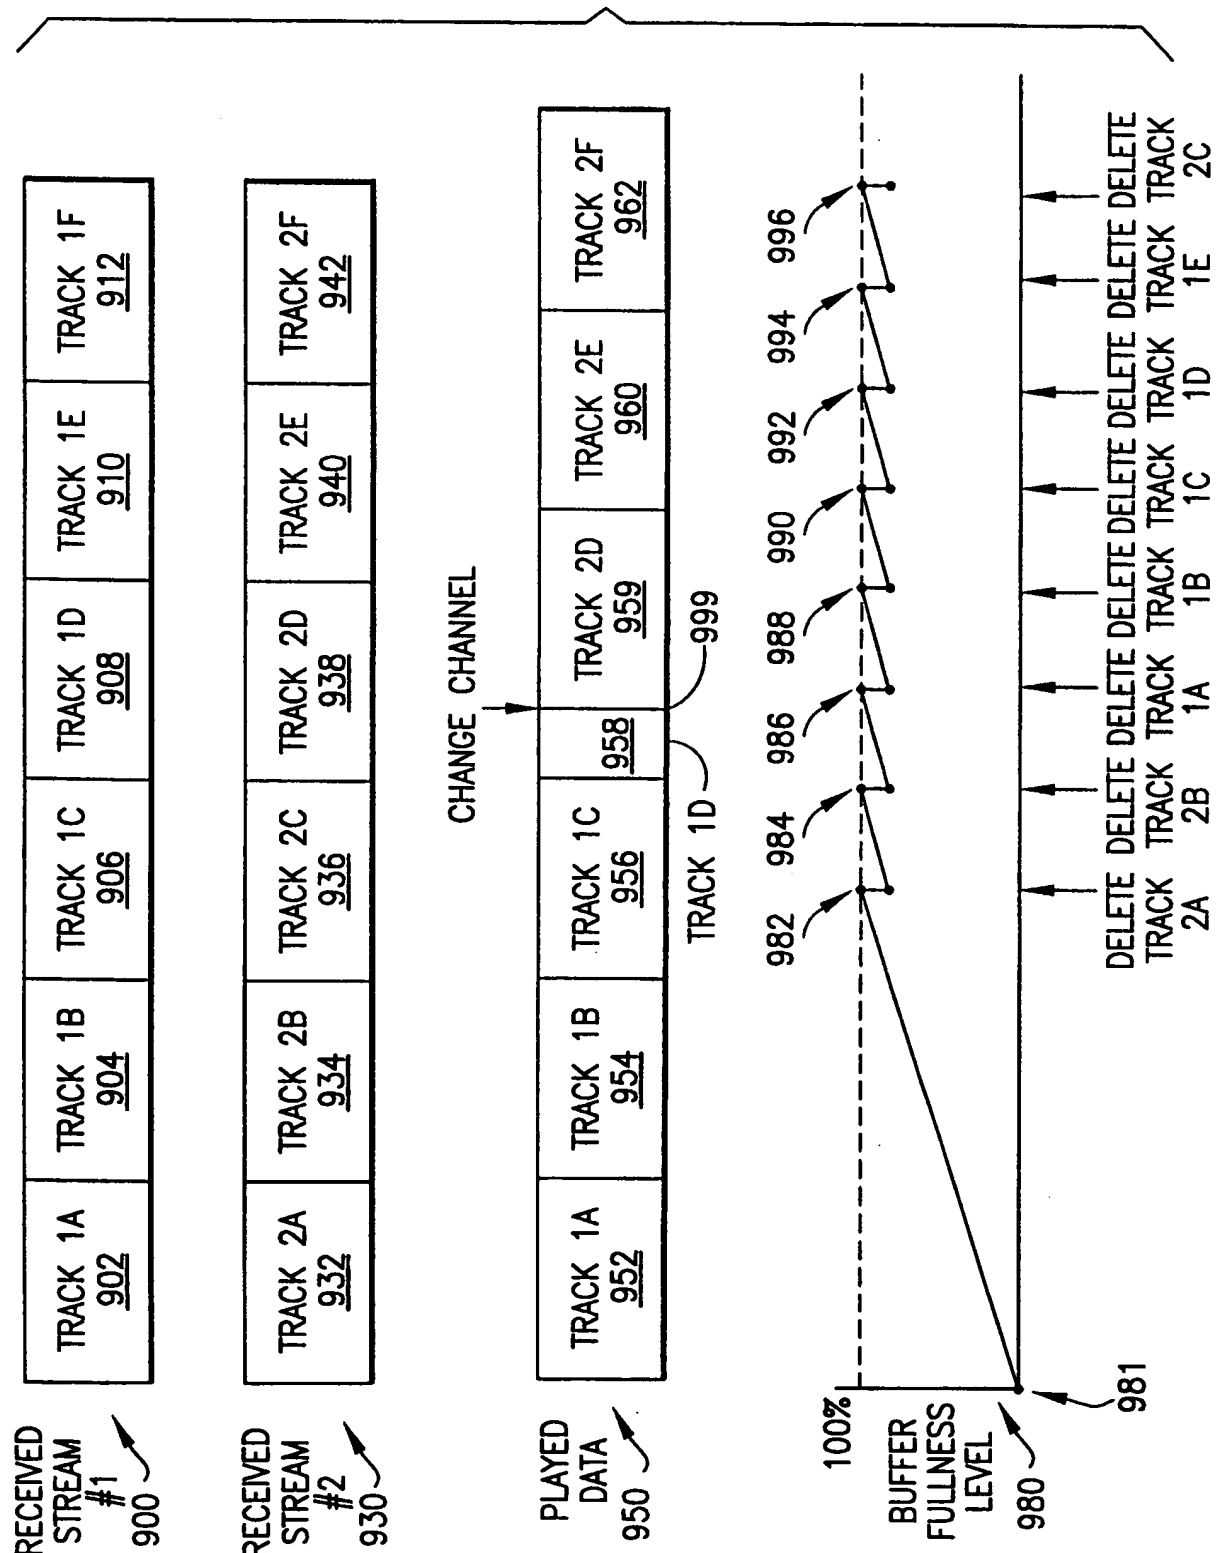 RECEIVED
STREAM
#1
900
TRACK 1A
902
TRACK 1B
904
TRACK 1C
906
TRACK 1D
908
TRACK 1E
910
TRACK 1F
912
RECEIVED
STREAM
#2
930
TRACK 2A
932
TRACK 2B
934
TRACK 2C
936
TRACK 2D
938
TRACK 2E
940
TRACK 2F
942
CHANGE CHANNEL
PLAYED
DATA
950
TRACK 1A
952
TRACK 1B
954
TRACK 1C
956
958
TRACK 2D
959
TRACK 2E
960
TRACK 2F
962
TRACK 1D
999
100%
BUFFER
FULLNESS
LEVEL
980
981
982
984
986
988
990
992
994
996
DELETE
TRACK
2A
DELETE
TRACK
2B
DELETE
TRACK
1A
DELETE
TRACK
1B
DELETE
TRACK
1C
DELETE
TRACK
1D
DELETE
TRACK
1E
DELETE
TRACK
2C